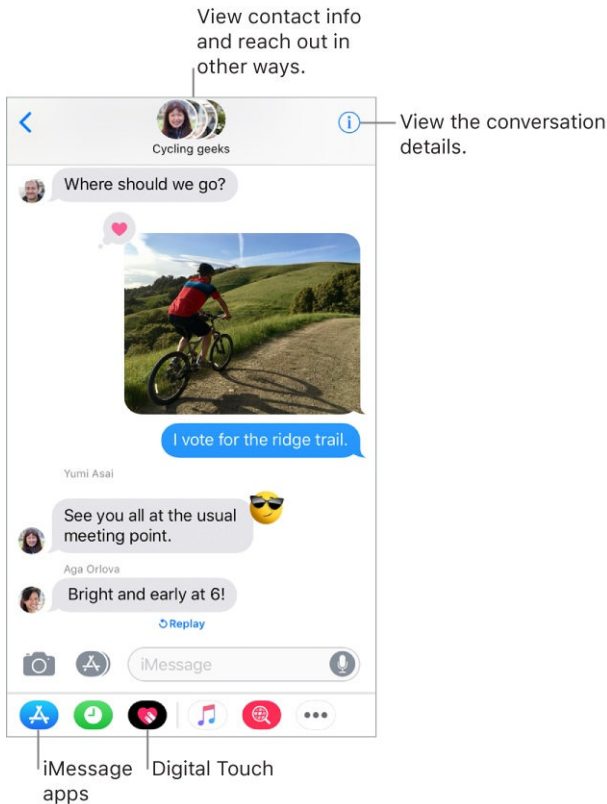 View contact info
and reach out in
other ways.
View the conversation
details.
Cycling geeks
Where should we go?
I vote for the ridge trail.
Yumi Asai
See you all at the usual
meeting point.
Aga Orlova
Bright and early at 6!
Replay
iMessage
iMessage
apps
Digital Touch